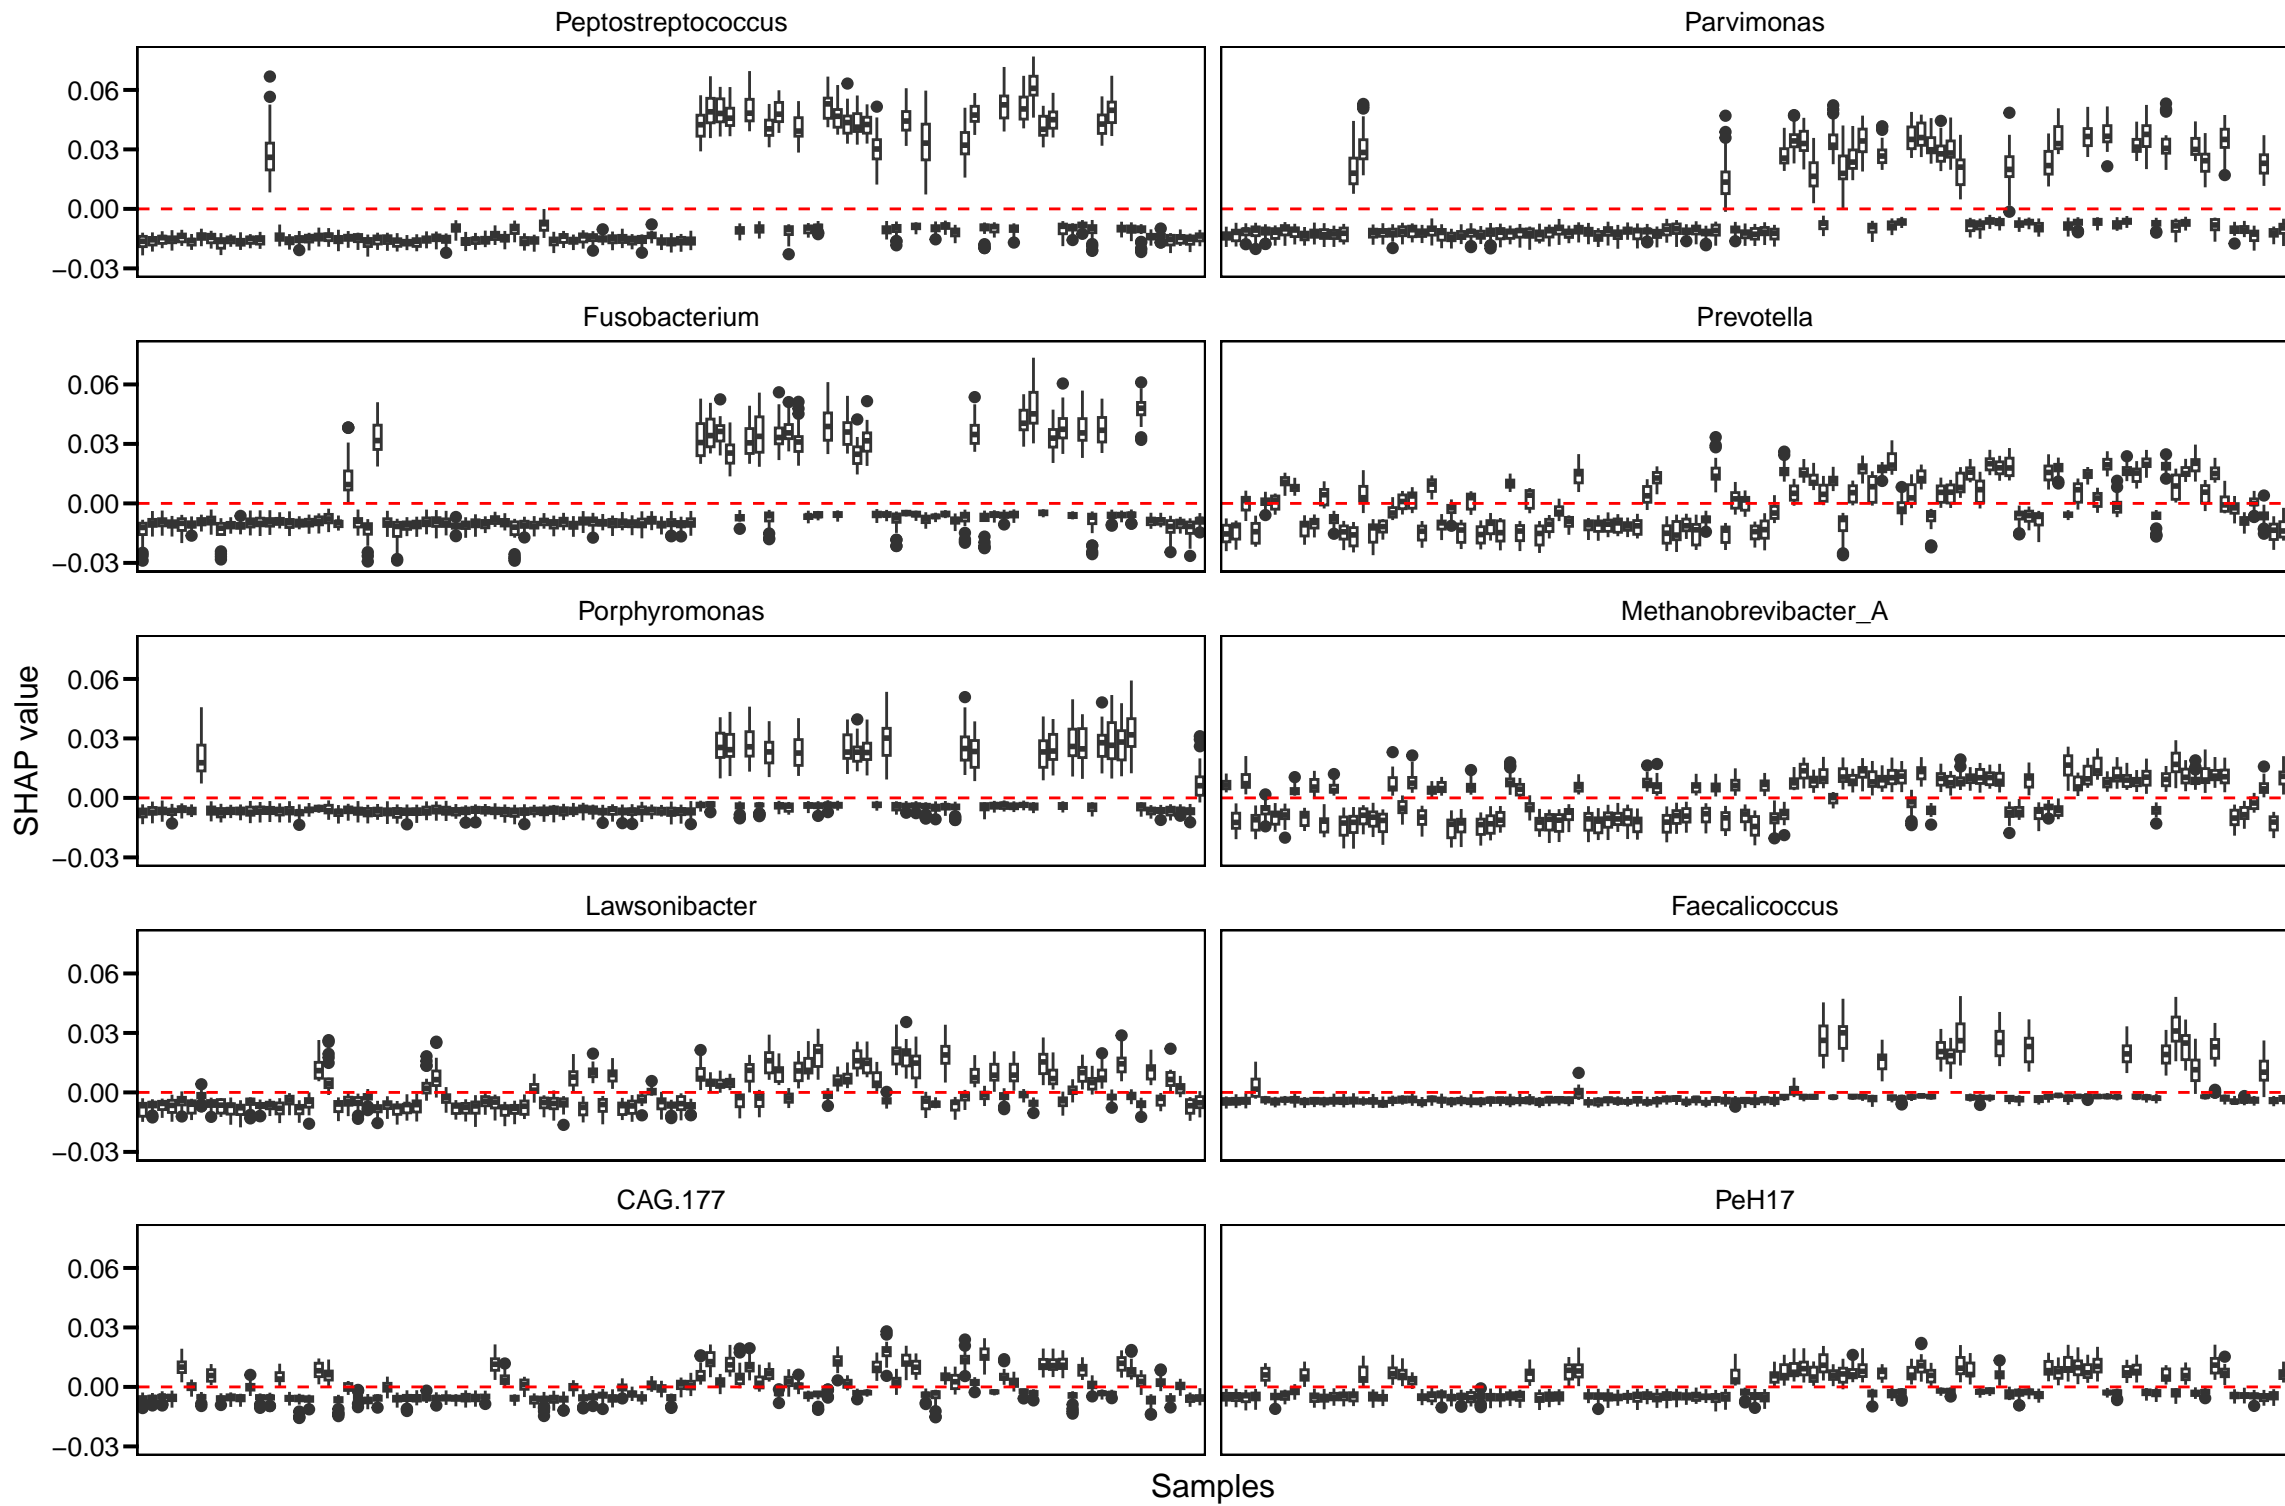 Peptostreptococcus
Parvimonas
0.06
0.03
0.00
−0.03
Fusobacterium
Prevotella
0.06
0.03
0.00
−0.03
Porphyromonas
Methanobrevibacter_A
0.06
0.03
0.00
−0.03
SHAP value
Lawsonibacter
Faecalicoccus
0.06
0.03
0.00
−0.03
CAG.177
PeH17
0.06
0.03
0.00
−0.03
Samples